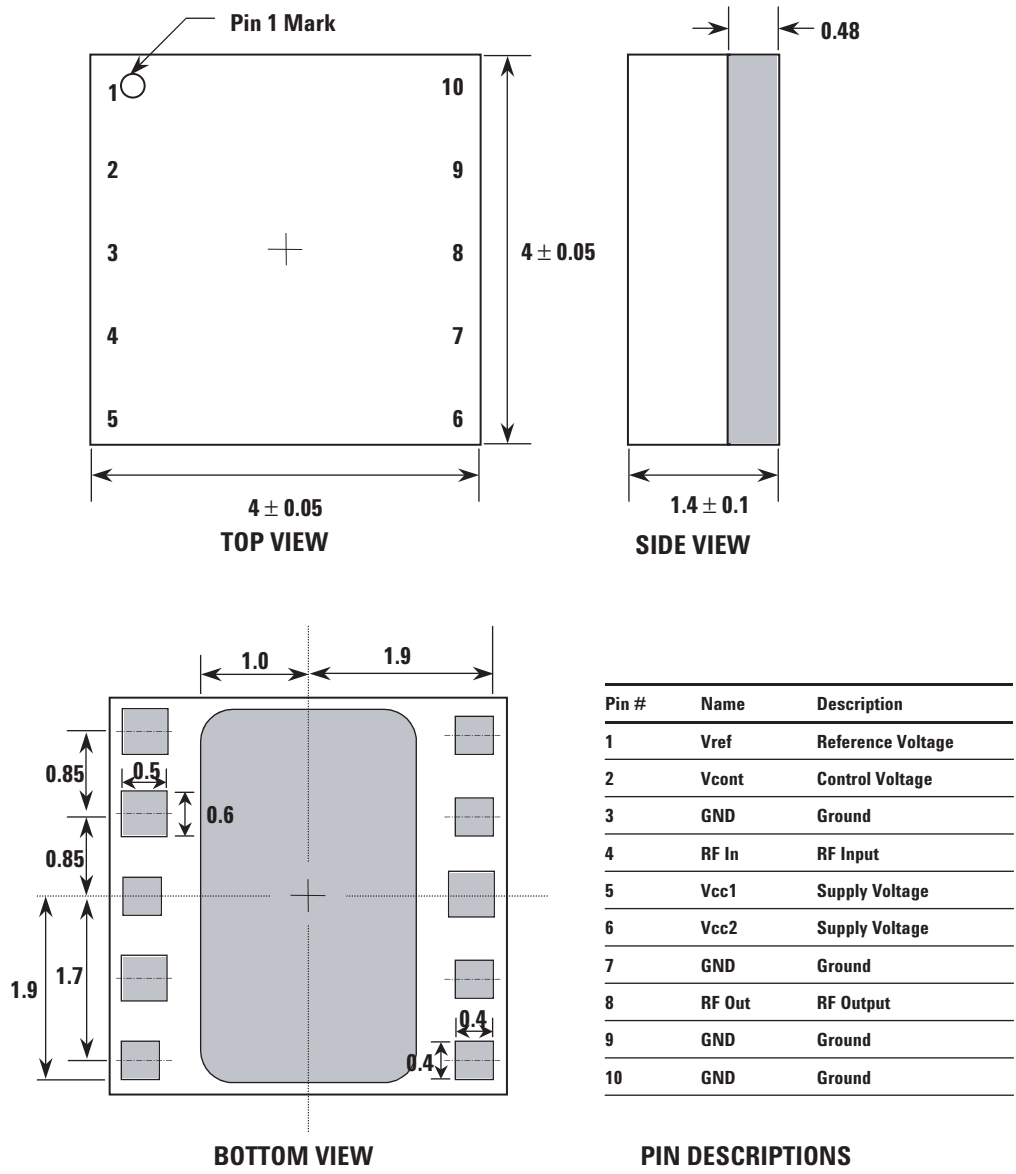 Pin 1 Mark
0.48
1
10
2
9
3
8
4 ± 0.05
4
7
5
6
4 ± 0.05
1.4 ± 0.1
TOP VIEW
SIDE VIEW
1.0
1.9
0.85
0.5
0.6
0.85
1.9
1.7
0.4
0.4
BOTTOM VIEW
Pin # Name Description
1 Vref Reference Voltage
2 Vcont Control Voltage
3 GND Ground
4 RF In RF Input
5 Vcc1 Supply Voltage
6 Vcc2 Supply Voltage
7 GND Ground
8 RF Out RF Output
9 GND Ground
10 GND Ground
PIN DESCRIPTIONS